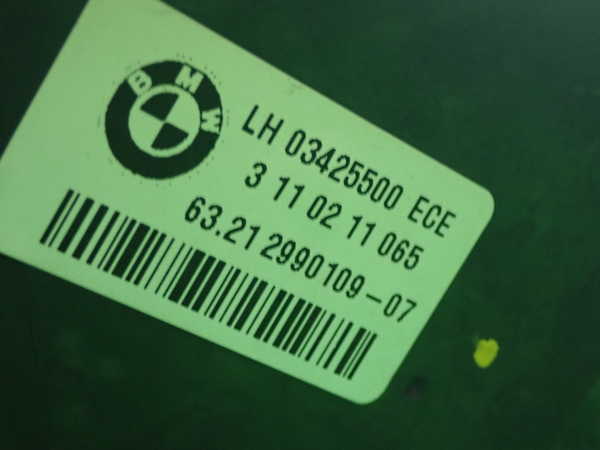 BMW
LH 03425500 ECE
3 11 02 11 065
63.21 2990109-07